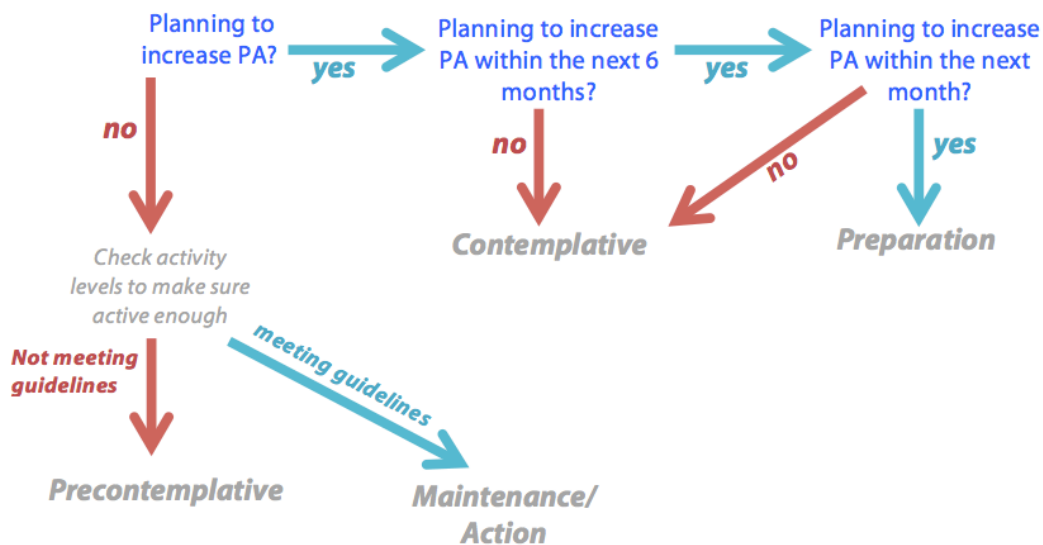 Planning to
increase PA?
yes
Planning to increase
PA within the next 6
months?
yes
Planning to increase
PA within the next
month?
no
no
no
yes
Check activity
levels to make sure
active enough
Contemplative
Preparation
Not meeting
guidelines
meeting guidelines
Precontemplative
Maintenance/
Action